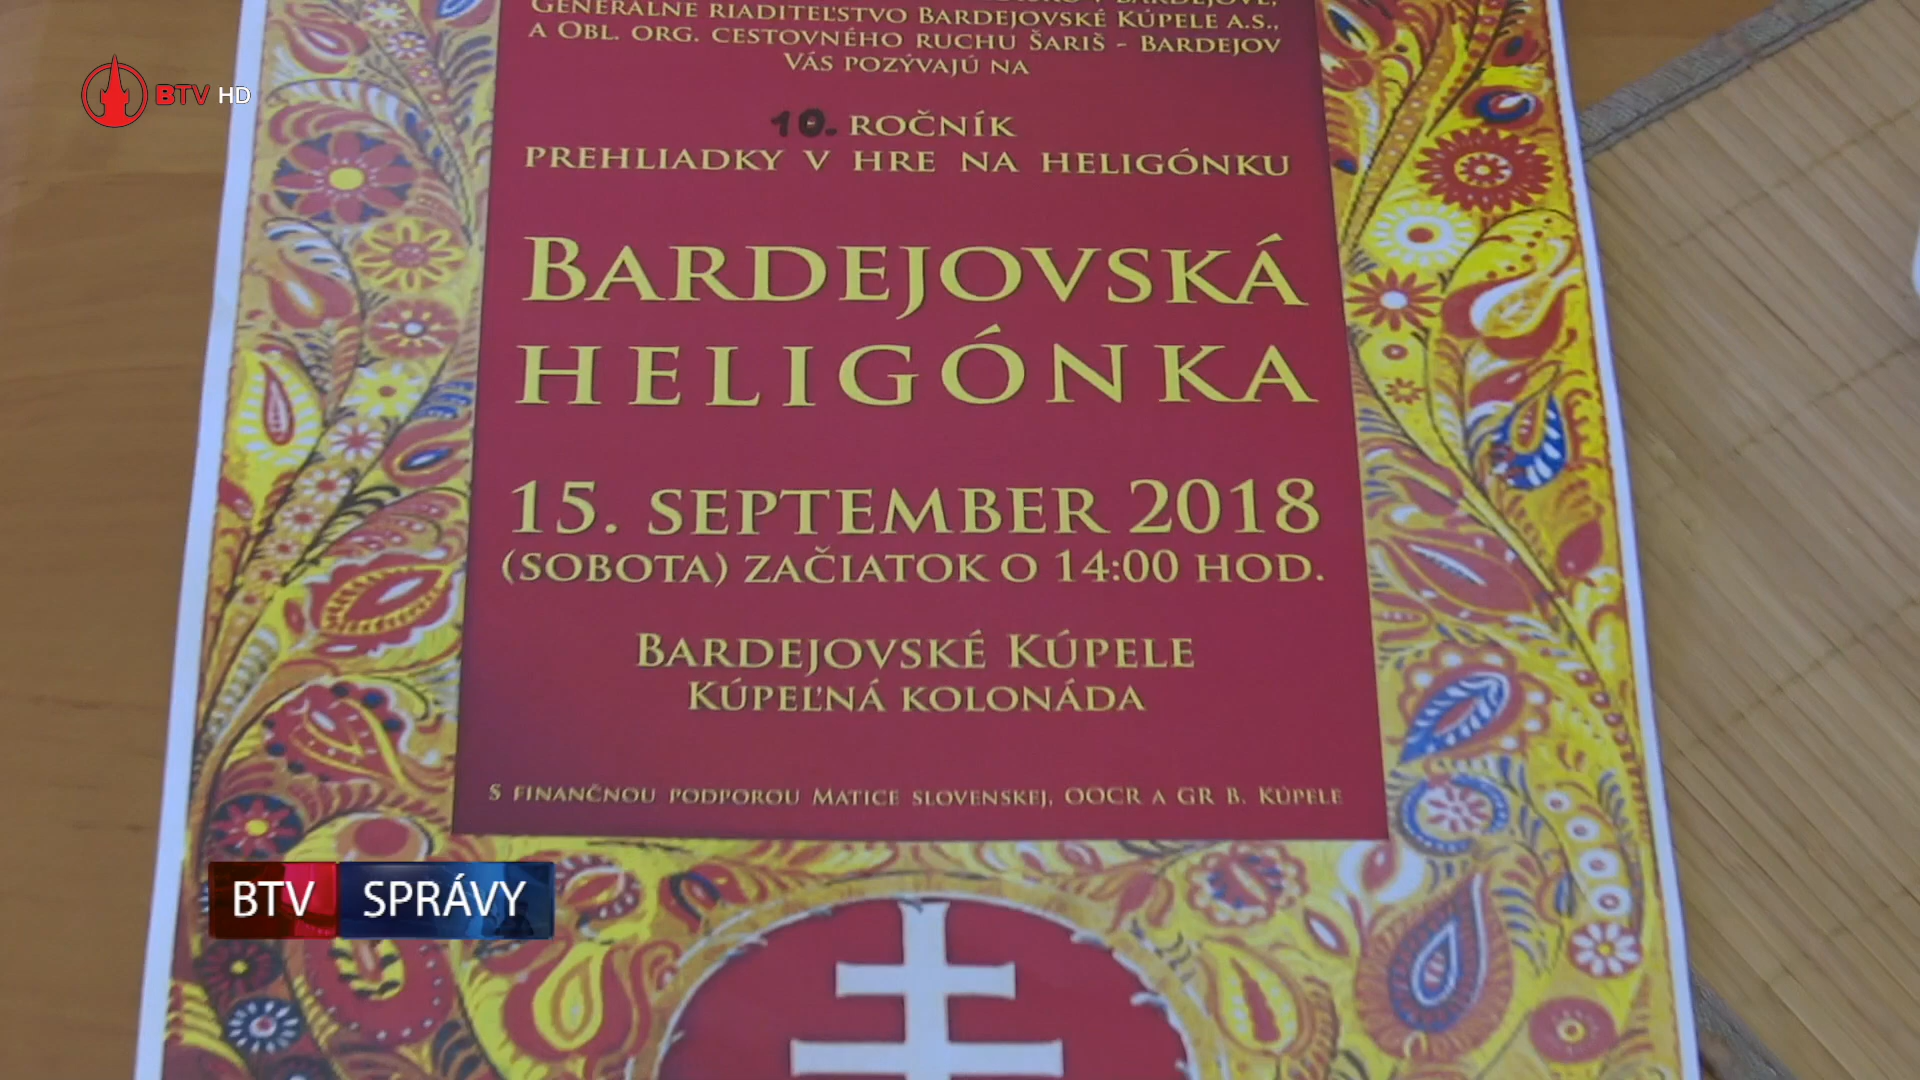 GENERÁLNE RIADITEĽSTVO BARDEJOVSKÉ KÚPELE A.S.,
A OBL. ORG. CESTOVNÉHO RUCHU ŠARIŠ - BARDEJOV
VÁS POZÝVAJÚ NA
10. ROČNÍK
PREHLIADKY V HRE NA HELIGÓNKU
BARDEJOVSKÁ
HELIGÓNKA
15. SEPTEMBER 2018
(SOBOTA) ZAČIATOK O 14:00 HOD.
BARDEJOVSKÉ KÚPELE
KÚPEĽNÁ KOLONÁDA
S FINANČNOU PODPOROU MATICE SLOVENSKEJ, OOCR A GR B. KÚPELE
BTV HD
BTV SPRÁVY